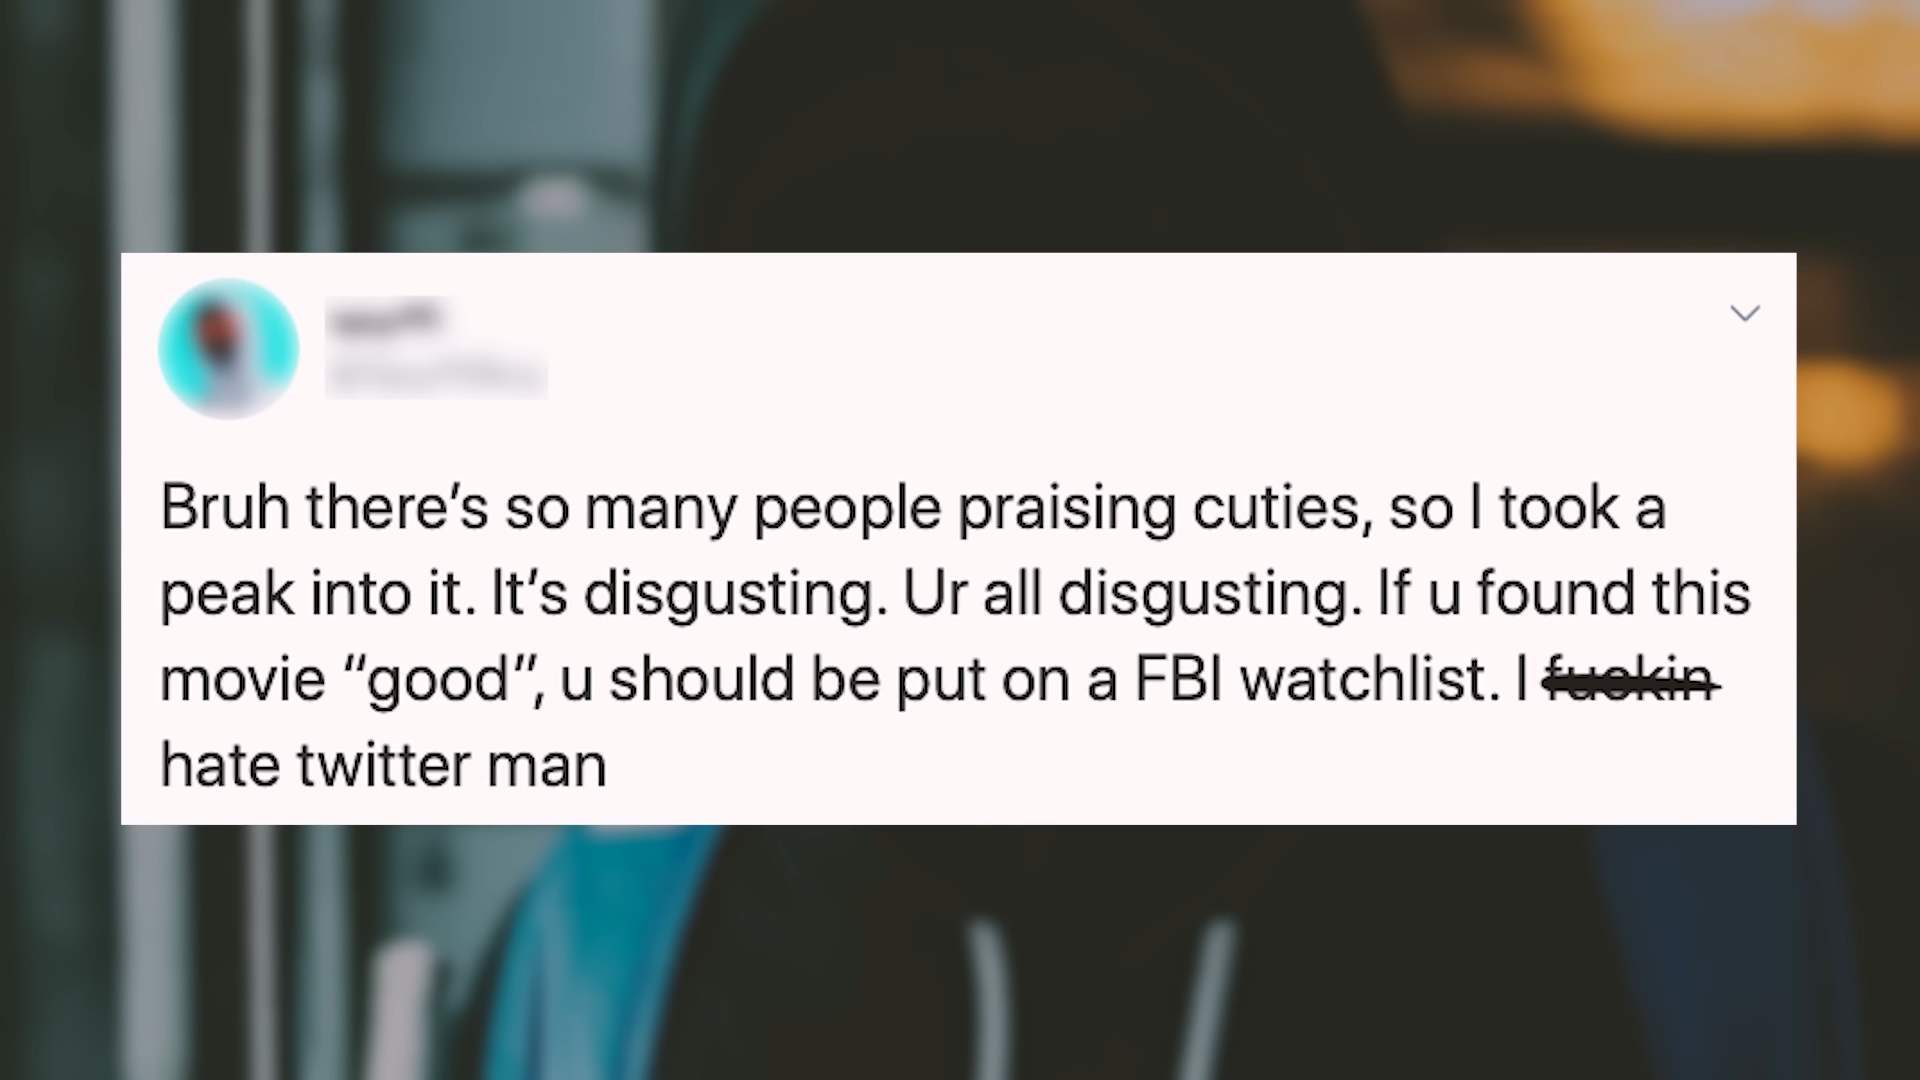 Bruh there’s so many people praising cuties, so I took a
peak into it. It’s disgusting. Ur all disgusting. If u found this
movie “good”, u should be put on a FBI watchlist. I fuckin
hate twitter man